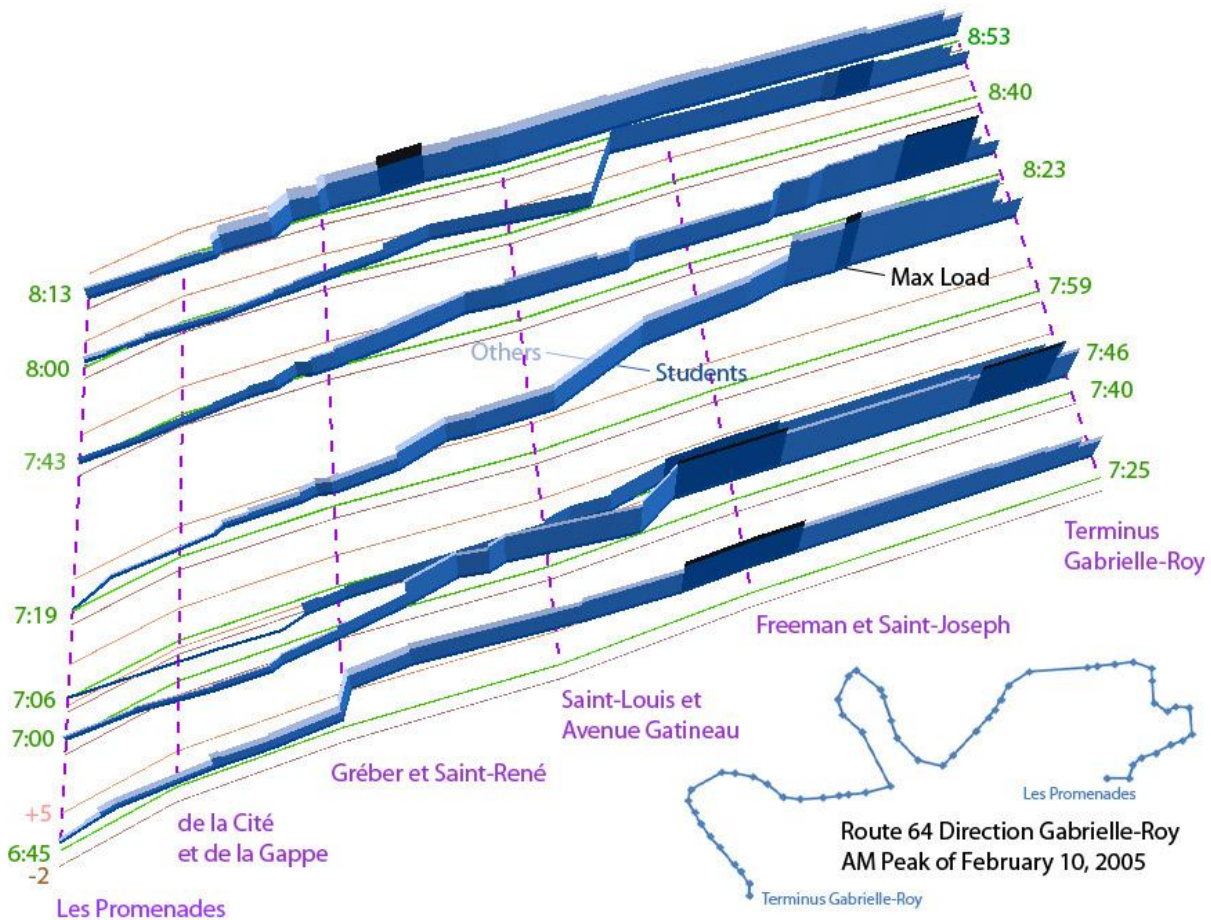 8:53
8:40
8:23
7:59
7:46
7:40
7:25
8:13
8:00
7:43
7:19
7:06
7:00
+5
6:45
-2
Max Load
Others
Students
Les Promenades
de la Cité
et de la Gappe
Gréber et Saint-René
Saint-Louis et
Avenue Gatineau
Freeman et Saint-Joseph
Terminus
Gabrielle-Roy
Les Promenades
Route 64 Direction Gabrielle-Roy
AM Peak of February 10, 2005
Terminus Gabrielle-Roy